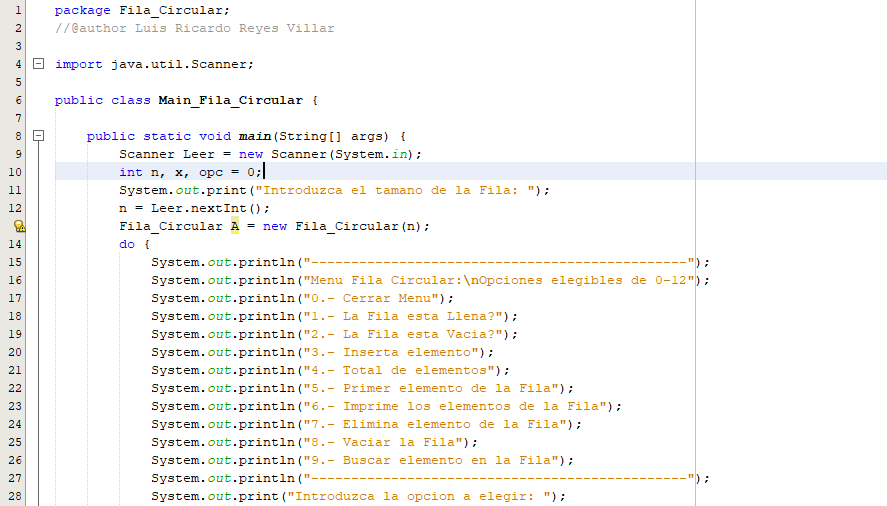 1 package Fila_Circular;
2 //@author Luis Ricardo Reyes Villar
3
4 import java.util.Scanner;
5
6 public class Main_Fila_Circular {
7
8 public static void main(String[] args) {
9 Scanner Leer = new Scanner(System.in);
10 int n, x, opc = 0;
11 System.out.print("Introduzca el tamano de la Fila: ");
12 n = Leer.nextInt();
Fila_Circular A = new Fila_Circular(n);
14 do {
15 System.out.println("-----------------------------------------------");
16 System.out.println("Menu Fila Circular:\nOpciones elegibles de 0-12");
17 System.out.println("0.- Cerrar Menu");
18 System.out.println("1.- La Fila esta Llena?");
19 System.out.println("2.- La Fila esta Vacia?");
20 System.out.println("3.- Inserta elemento");
21 System.out.println("4.- Total de elementos");
22 System.out.println("5.- Primer elemento de la Fila");
23 System.out.println("6.- Imprime los elementos de la Fila");
24 System.out.println("7.- Elimina elemento de la Fila");
25 System.out.println("8.- Vaciar la Fila");
26 System.out.println("9.- Buscar elemento en la Fila");
27 System.out.println("-----------------------------------------------");
28 System.out.print("Introduzca la opcion a elegir: ");